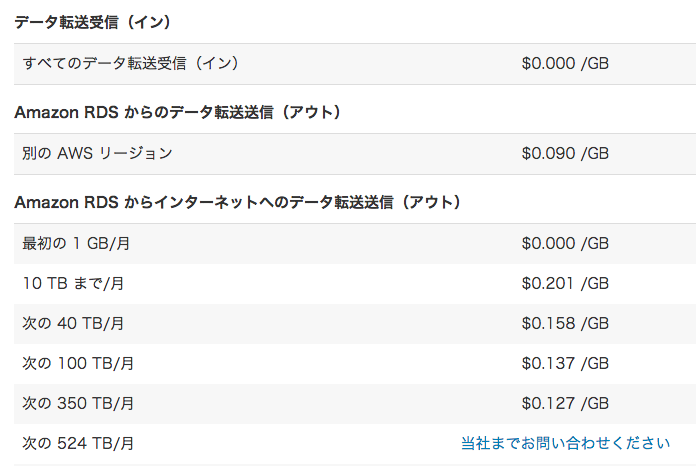 データ転送受信（イン）
すべてのデータ転送受信（イン） $0.000 /GB
Amazon RDS からのデータ転送送信（アウト）
別の AWS リージョン $0.090 /GB
Amazon RDS からインターネットへのデータ転送送信（アウト）
最初の 1 GB/月 $0.000 /GB
10 TB まで/月 $0.201 /GB
次の 40 TB/月 $0.158 /GB
次の 100 TB/月 $0.137 /GB
次の 350 TB/月 $0.127 /GB
次の 524 TB/月 当社までお問い合わせください